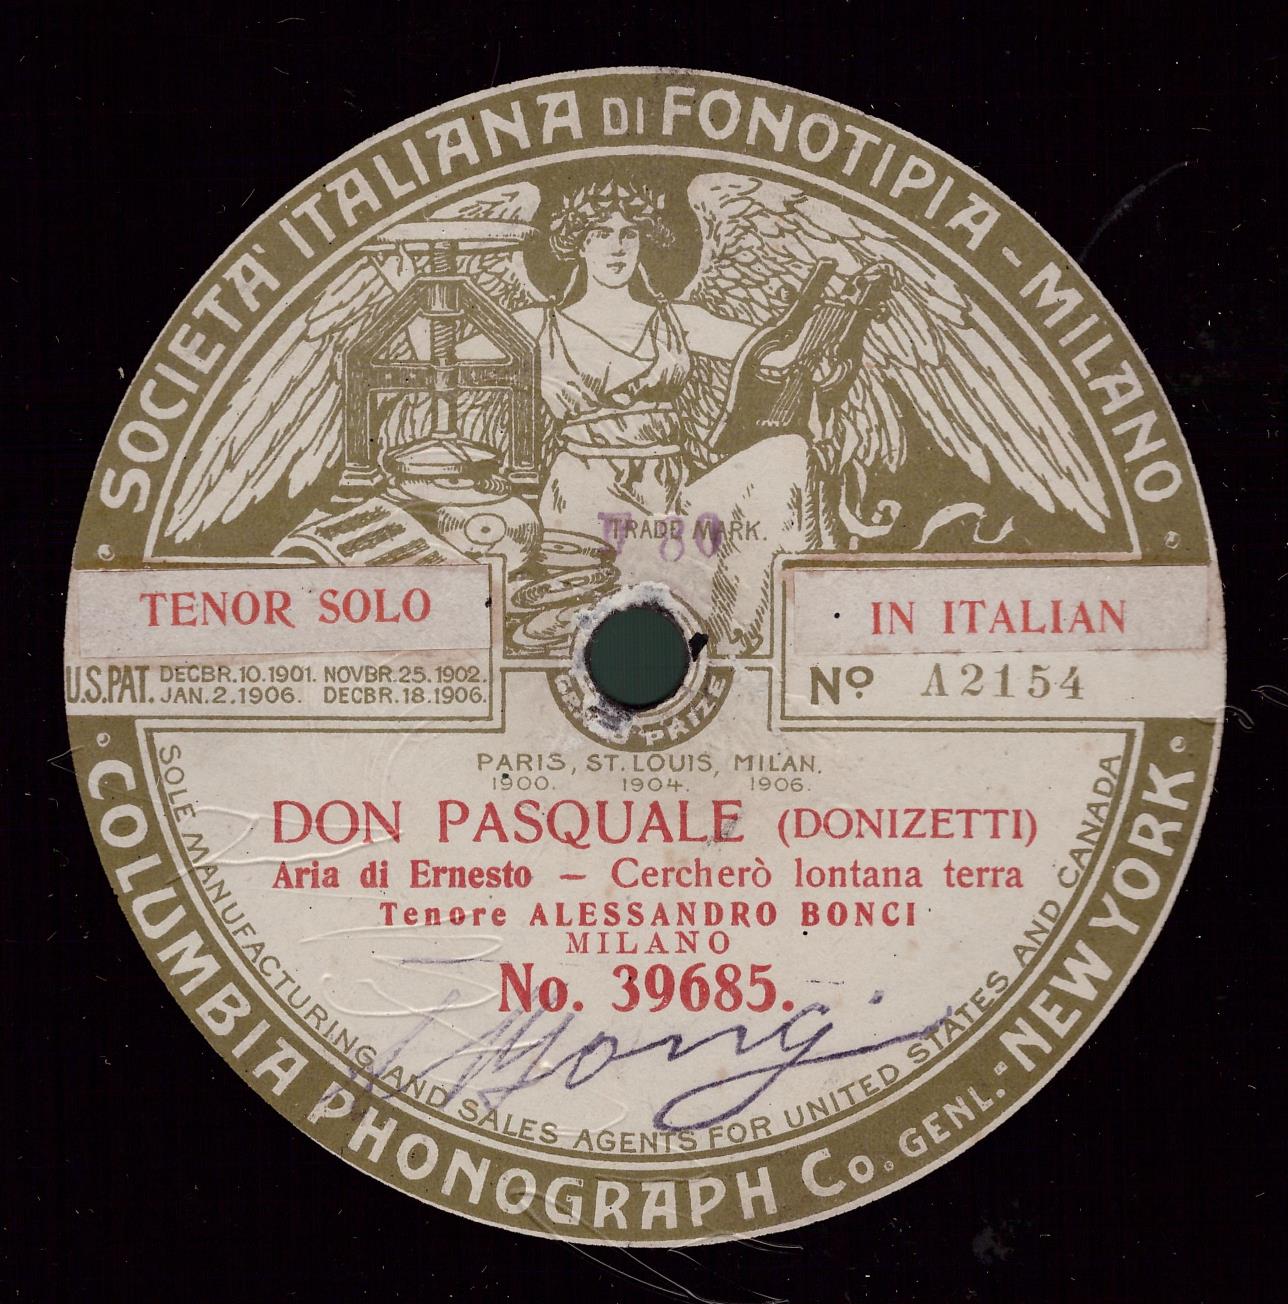 SOCIETA' ITALIANA DI FONOTIPIA - MILANO
TRADE MARK.
80
TENOR SOLO
IN ITALIAN
U.S.PAT. DECBR.10.1901. NOVBR.25.1902.
JAN.2.1906. DECBR.18.1906.
No. A2154
PRIZE
PARIS, ST. LOUIS, MILAN.
1900. 1904. 1906.
DON PASQUALE (DONIZETTI)
Aria di Ernesto — Cercherò lontana terra
Tenore ALESSANDRO BONCI
MILANO
No. 39685.
SOLE MANUFACTURING AND SALES AGENTS FOR UNITED STATES AND CANADA
COLUMBIA PHONOGRAPH Co. GENL. - NEW YORK